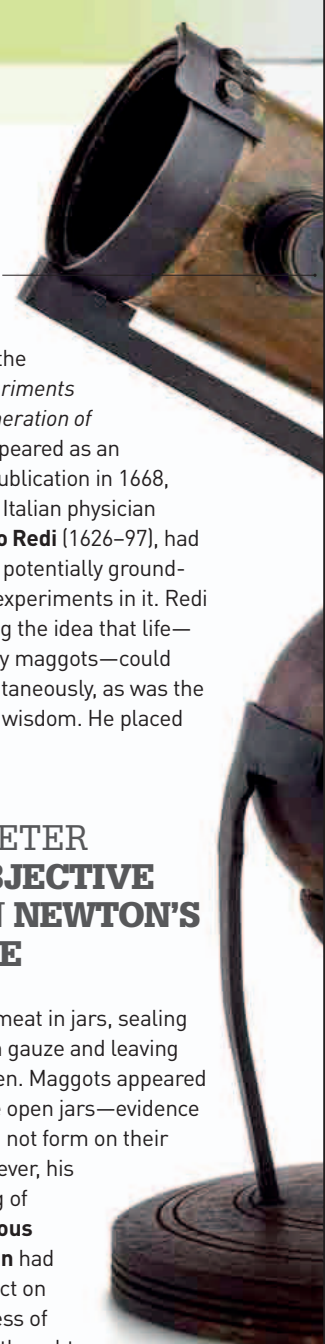 the
riments
eration of
peared as an
ublication in 1668,
Italian physician
o Redi (1626–97), had
potentially ground-
experiments in it. Redi
g the idea that life—
y maggots—could
taneously, as was the
wisdom. He placed
ETER
BJECTIVE
NEWTON'S
E
meat in jars, sealing
gauze and leaving
en. Maggots appeared
open jars—evidence
not form on their
ever, his
g of
ous
n had
ct on
ess of